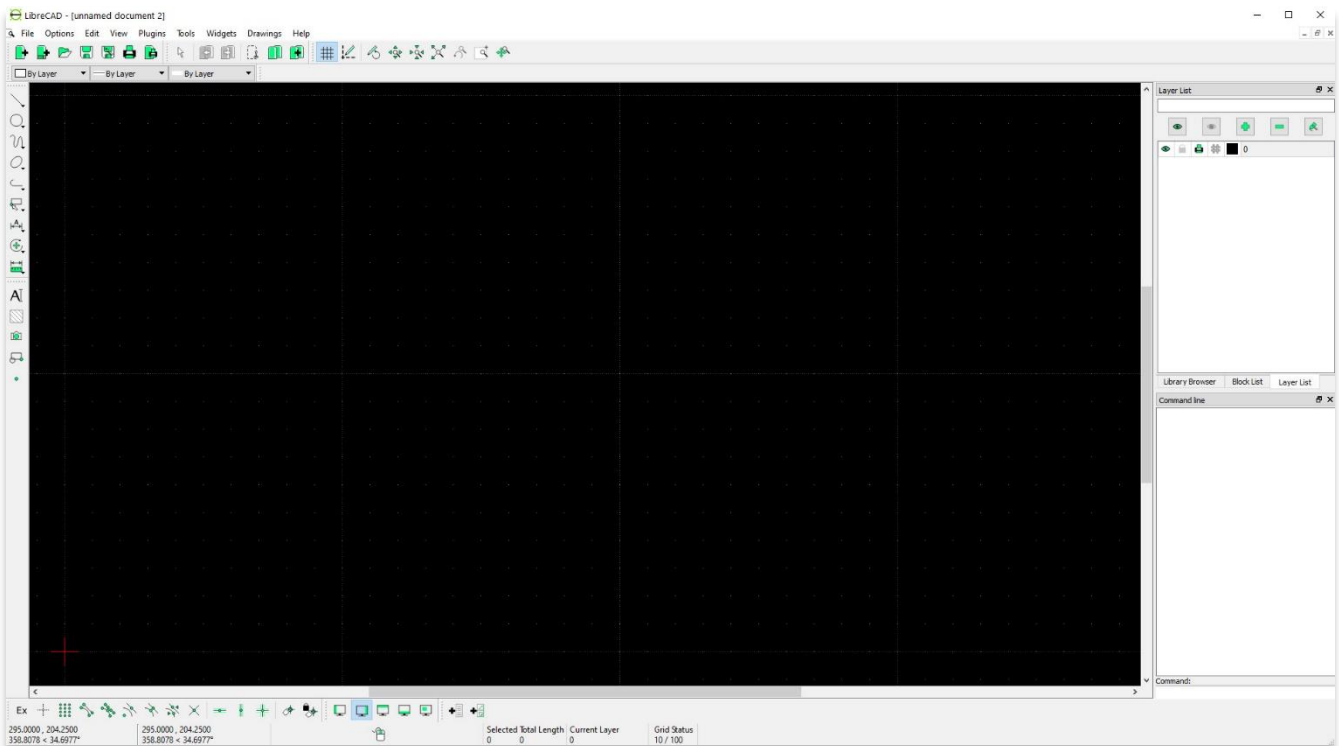 LibreCAD - [unnamed document 2]
File Options Edit View Plugins Tools Widgets Drawings Help
By Layer By Layer By Layer
Layer List
0
Library Browser Block List Layer List
Command line
Command:
Ex
295.0000 , 204.2500 295.0000 , 204.2500 Selected Total Length Current Layer Grid Status
358.8078 < 34.6977° 358.8078 < 34.6977° 0 0 0 10 / 100